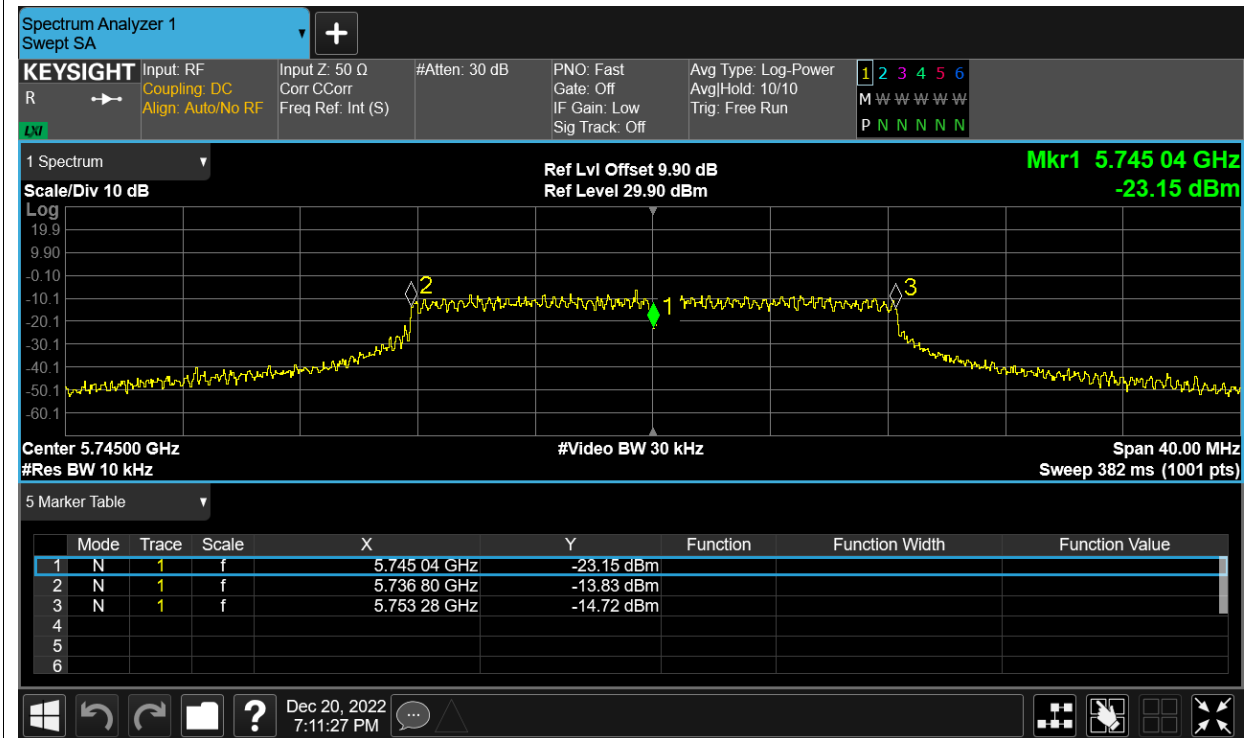 Spectrum Analyzer 1
Swept SA
+
KEYSIGHT
R
LXI
Input: RF
Coupling: DC
Align: Auto/No RF
Input Z: 50 Ω
Corr CCorr
Freq Ref: Int (S)
#Atten: 30 dB
PNO: Fast
Gate: Off
IF Gain: Low
Sig Track: Off
Avg Type: Log-Power
Avg|Hold: 10/10
Trig: Free Run
1 2 3 4 5 6
M W W W W W
P N N N N N
1 Spectrum
Scale/Div 10 dB
Ref Lvl Offset 9.90 dB
Ref Level 29.90 dBm
Mkr1 5.745 04 GHz
-23.15 dBm
Log
19.9
9.90
-0.10
-10.1
-20.1
-30.1
-40.1
-50.1
-60.1
2
1
3
Center 5.74500 GHz
#Video BW 30 kHz
Span 40.00 MHz
#Res BW 10 kHz
Sweep 382 ms (1001 pts)
5 Marker Table
Mode Trace Scale X Y Function Function Width Function Value
1 N 1 f 5.745 04 GHz -23.15 dBm
2 N 1 f 5.736 80 GHz -13.83 dBm
3 N 1 f 5.753 28 GHz -14.72 dBm
4
5
6
?
Dec 20, 2022
7:11:27 PM